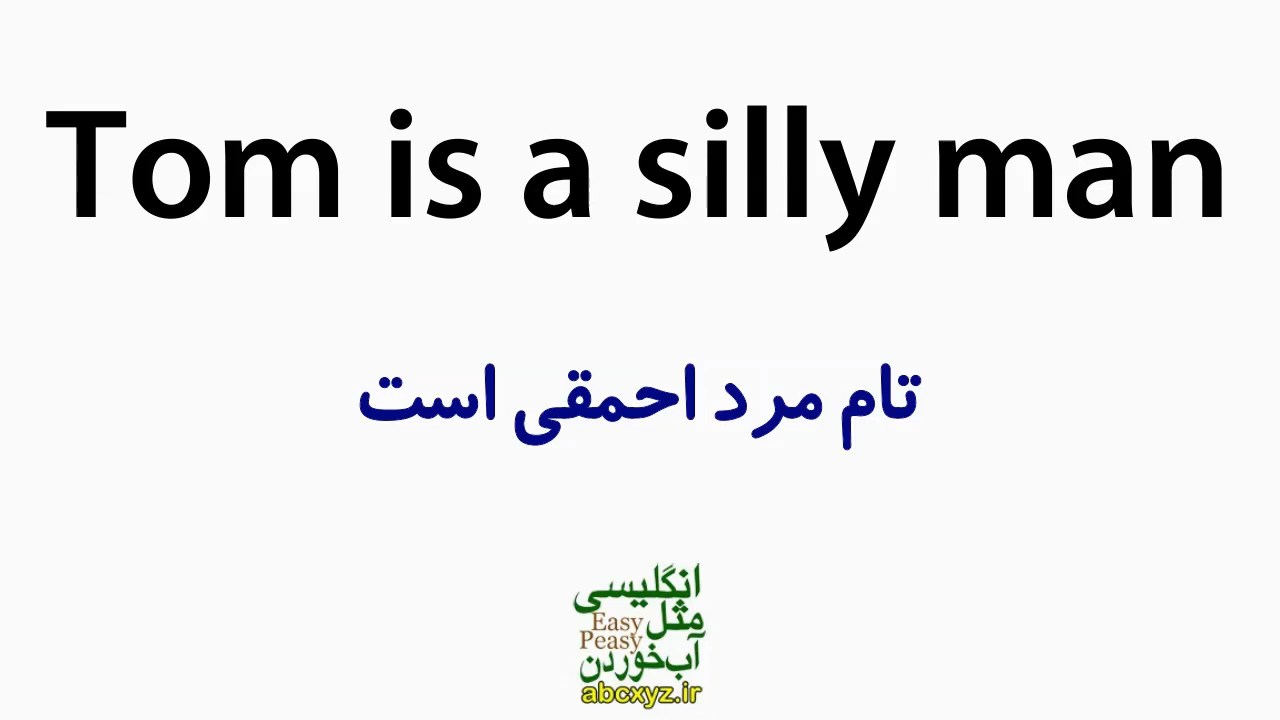 Tom is a silly man
تام مرد احمقی است
انگلیسی
مثل Easy
Peasy
آب‌خوردن
abcxyz.ir